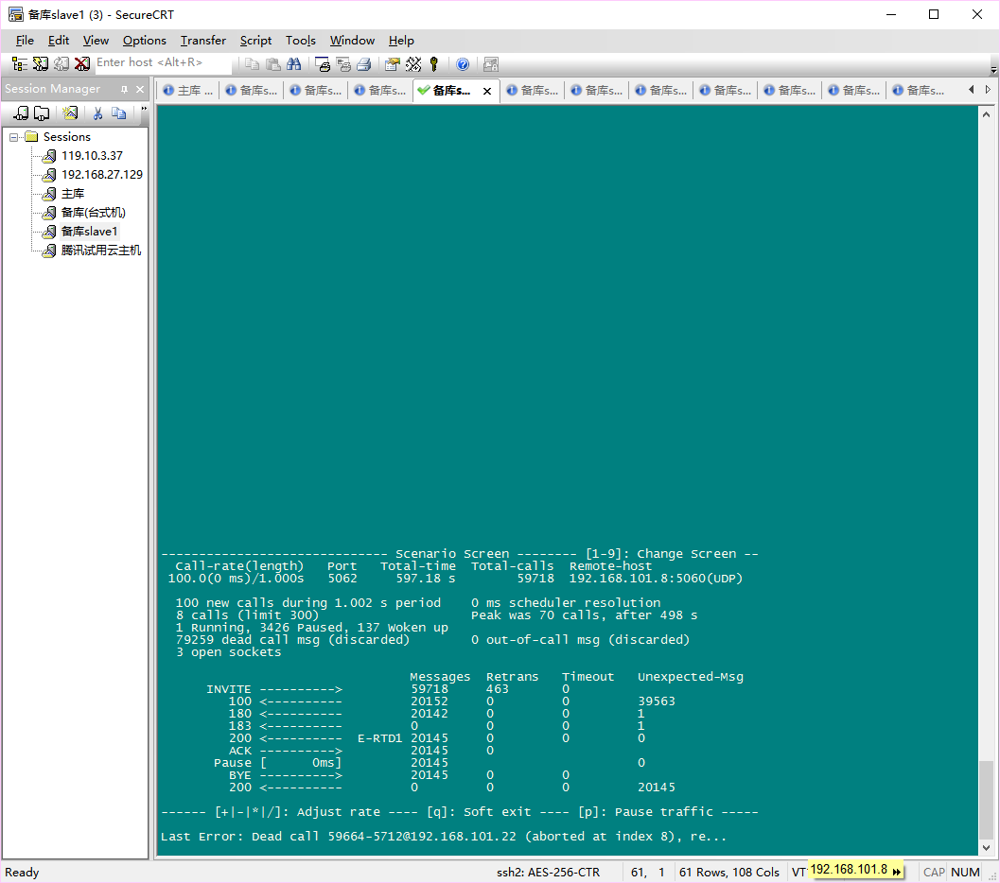 备库slave1 (3) - SecureCRT
File Edit View Options Transfer Script Tools Window Help
Enter host <Alt+R>
Session Manager
主库 ... 备库s... 备库s... 备库s... 备库s... 备库s... 备库s... 备库s... 备库s... 备库s... 备库s... 备库s...
Sessions
119.10.3.37
192.168.27.129
主库
备库(台式机)
备库slave1
腾讯试用云主机
------------------------------ Scenario Screen -------- [1-9]: Change Screen --
Call-rate(length) Port Total-time Total-calls Remote-host
100.0(0 ms)/1.000s 5062 597.18 s 59718 192.168.101.8:5060(UDP)
100 new calls during 1.002 s period 0 ms scheduler resolution
8 calls (limit 300) Peak was 70 calls, after 498 s
1 Running, 3426 Paused, 137 Woken up
79259 dead call msg (discarded) 0 out-of-call msg (discarded)
3 open sockets
Messages Retrans Timeout Unexpected-Msg
INVITE ----------> 59718 463 0
100 <---------- 20152 0 0 39563
180 <---------- 20142 0 0 1
183 <---------- 0 0 0 1
200 <---------- E-RTD1 20145 0 0 0
ACK ----------> 20145 0
Pause [ 0ms] 20145 0
BYE ----------> 20145 0 0
200 <---------- 0 0 0 20145
------ [+|-|*|/]: Adjust rate ---- [q]: Soft exit ---- [p]: Pause traffic -----
Last Error: Dead call 59664-5712@192.168.101.22 (aborted at index 8), re...
Ready ssh2: AES-256-CTR 61, 1 61 Rows, 108 Cols VT 192.168.101.8 CAP NUM